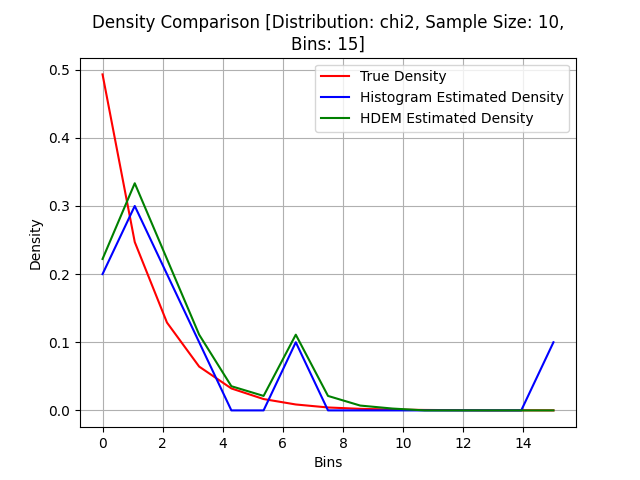 Density Comparison [Distribution: chi2, Sample Size: 10,
Bins: 15]
True Density
Histogram Estimated Density
HDEM Estimated Density
Density
0.5
0.4
0.3
0.2
0.1
0.0
0 2 4 6 8 10 12 14
Bins